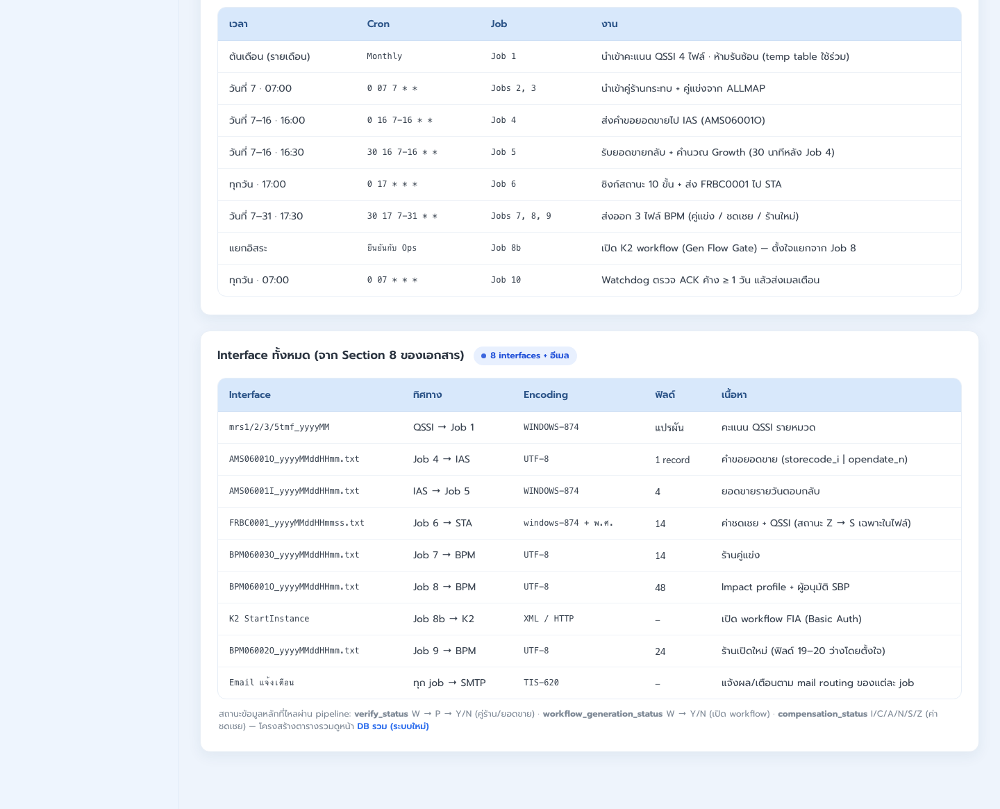 เวลา Cron Job งาน
ต้นเดือน (รายเดือน) Monthly Job 1 นำเข้าคะแนน QSSI 4 ไฟล์ · ห้ามรันซ้อน (temp table ใช้ร่วม)
วันที่ 7 · 07:00 0 07 7 * * Jobs 2, 3 นำเข้าคู่ร้านกระทบ + คู่แข่งจาก ALLMAP
วันที่ 7–16 · 16:00 0 16 7-16 * * Job 4 ส่งคำขอยอดขายไป IAS (AMS06001O)
วันที่ 7–16 · 16:30 30 16 7-16 * * Job 5 รับยอดขายกลับ + คำนวณ Growth (30 นาทีหลัง Job 4)
ทุกวัน · 17:00 0 17 * * * Job 6 ซิงก์สถานะ 10 ขั้น + ส่ง FRBC0001 ไป STA
วันที่ 7–31 · 17:30 30 17 7-31 * * Jobs 7, 8, 9 ส่งออก 3 ไฟล์ BPM (คู่แข่ง / ชดเชย / ร้านใหม่)
แยกอิสระ ยืนยันกับ Ops Job 8b เปิด K2 workflow (Gen Flow Gate) — ตั้งใจแยกจาก Job 8
ทุกวัน · 07:00 0 07 * * * Job 10 Watchdog ตรวจ ACK ค้าง ≥ 1 วัน แล้วส่งเมลเตือน
Interface ทั้งหมด (จาก Section 8 ของเอกสาร) 8 interfaces + อีเมล
Interface ทิศทาง Encoding ฟิลด์ เนื้อหา
mrs1/2/3/5tmf_yyyyMM QSSI → Job 1 WINDOWS-874 แปรผัน คะแนน QSSI รายหมวด
AMS06001O_yyyyMMddHHmm.txt Job 4 → IAS UTF-8 1 record คำขอยอดขาย (storecode_i | opendate_n)
AMS06001I_yyyyMMddHHmm.txt IAS → Job 5 WINDOWS-874 4 ยอดขายรายวันตอบกลับ
FRBC0001_yyyyMMddHHmmss.txt Job 6 → STA windows-874 + พ.ศ. 14 ค่าชดเชย + QSSI (สถานะ Z → S เฉพาะในไฟล์)
BPM06003O_yyyyMMddHHmm.txt Job 7 → BPM UTF-8 14 ร้านคู่แข่ง
BPM06001O_yyyyMMddHHmm.txt Job 8 → BPM UTF-8 48 Impact profile + ผู้อนุมัติ SBP
K2 StartInstance Job 8b → K2 XML / HTTP – เปิด workflow FIA (Basic Auth)
BPM06002O_yyyyMMddHHmm.txt Job 9 → BPM UTF-8 24 ร้านเปิดใหม่ (ฟิลด์ 19–20 ว่างโดยตั้งใจ)
Email แจ้งเตือน ทุก job → SMTP TIS-620 – แจ้งผล/เตือนตาม mail routing ของแต่ละ job
สถานะข้อมูลหลักที่ไหลผ่าน pipeline: verify_status W → P → Y/N (คู่ร้าน/ยอดขาย) · workflow_generation_status W → Y/N (เปิด workflow) · compensation_status I/C/A/N/S/Z (ค่า
ชดเชย) — โครงสร้างตารางรวมดูหน้า DB รวม (ระบบใหม่)